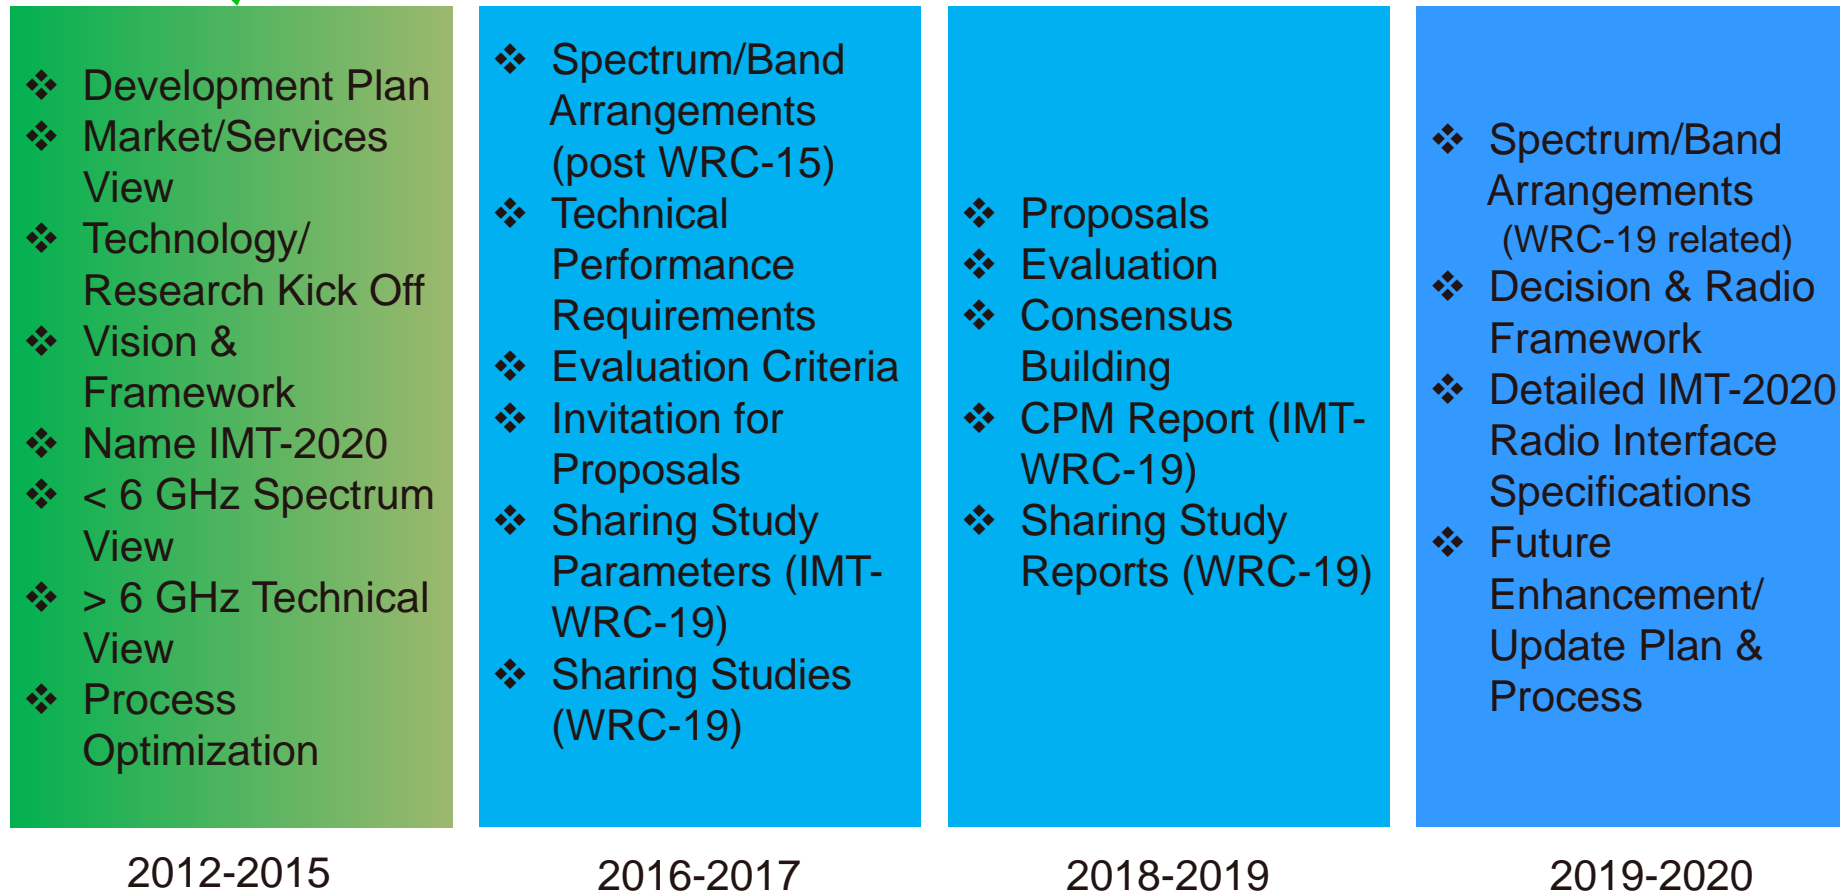 ❖ Development Plan
❖ Market/Services
View
❖ Technology/
Research Kick Off
❖ Vision &
Framework
❖ Name IMT-2020
❖ < 6 GHz Spectrum
View
❖ > 6 GHz Technical
View
❖ Process
Optimization
2012-2015
❖ Spectrum/Band
Arrangements
(post WRC-15)
❖ Technical
Performance
Requirements
❖ Evaluation Criteria
❖ Invitation for
Proposals
❖ Sharing Study
Parameters (IMT-
WRC-19)
❖ Sharing Studies
(WRC-19)
2016-2017
❖ Proposals
❖ Evaluation
❖ Consensus
Building
❖ CPM Report (IMT-
WRC-19)
❖ Sharing Study
Reports (WRC-19)
2018-2019
❖ Spectrum/Band
Arrangements
(WRC-19 related)
❖ Decision & Radio
Framework
❖ Detailed IMT-2020
Radio Interface
Specifications
❖ Future
Enhancement/
Update Plan &
Process
2019-2020